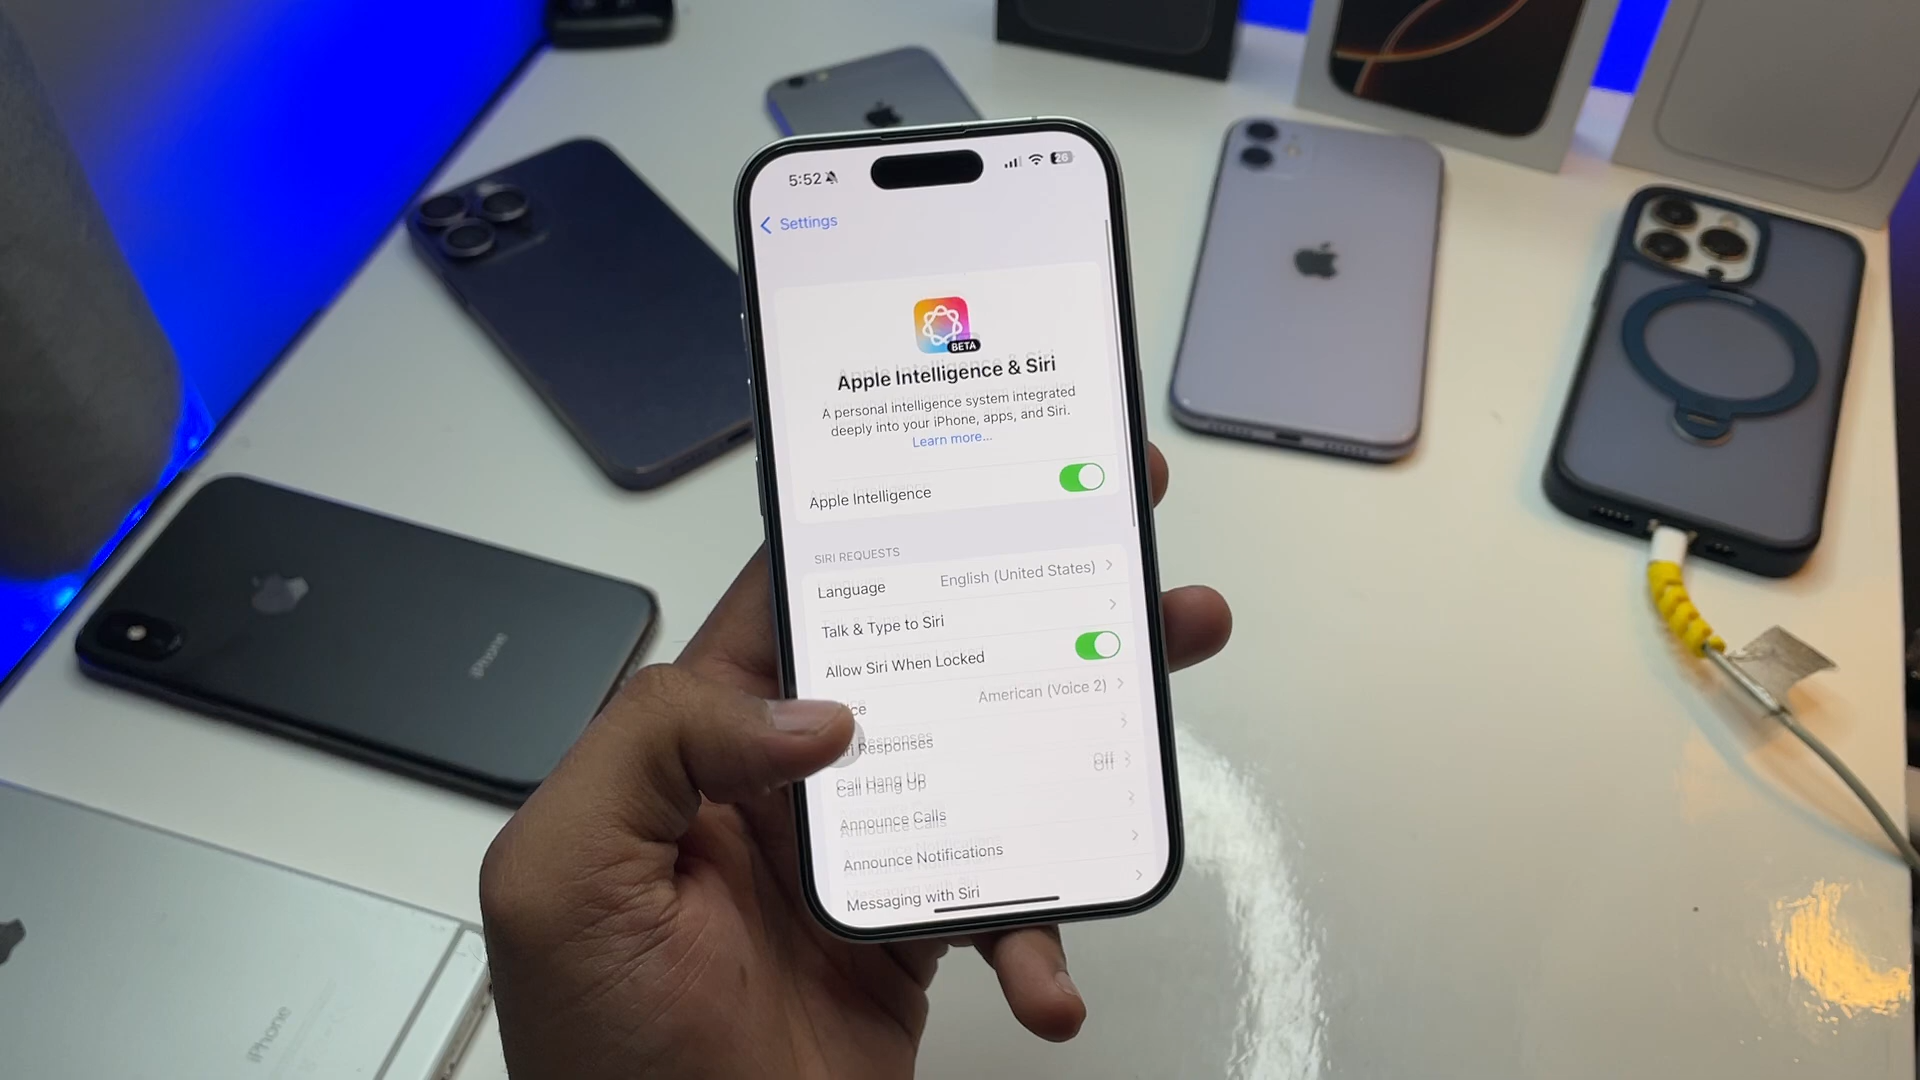 5:52
26
Settings
BETA
Apple Intelligence & Siri
A personal intelligence system integrated
deeply into your iPhone, apps, and Siri.
Learn more...
Apple Intelligence
SIRI REQUESTS
Language English (United States)
Talk & Type to Siri
Allow Siri When Locked
American (Voice 2)
Responses
Call Hang Up Off
Announce Calls
Announce Notifications
Messaging with Siri
iPhone
iPhone